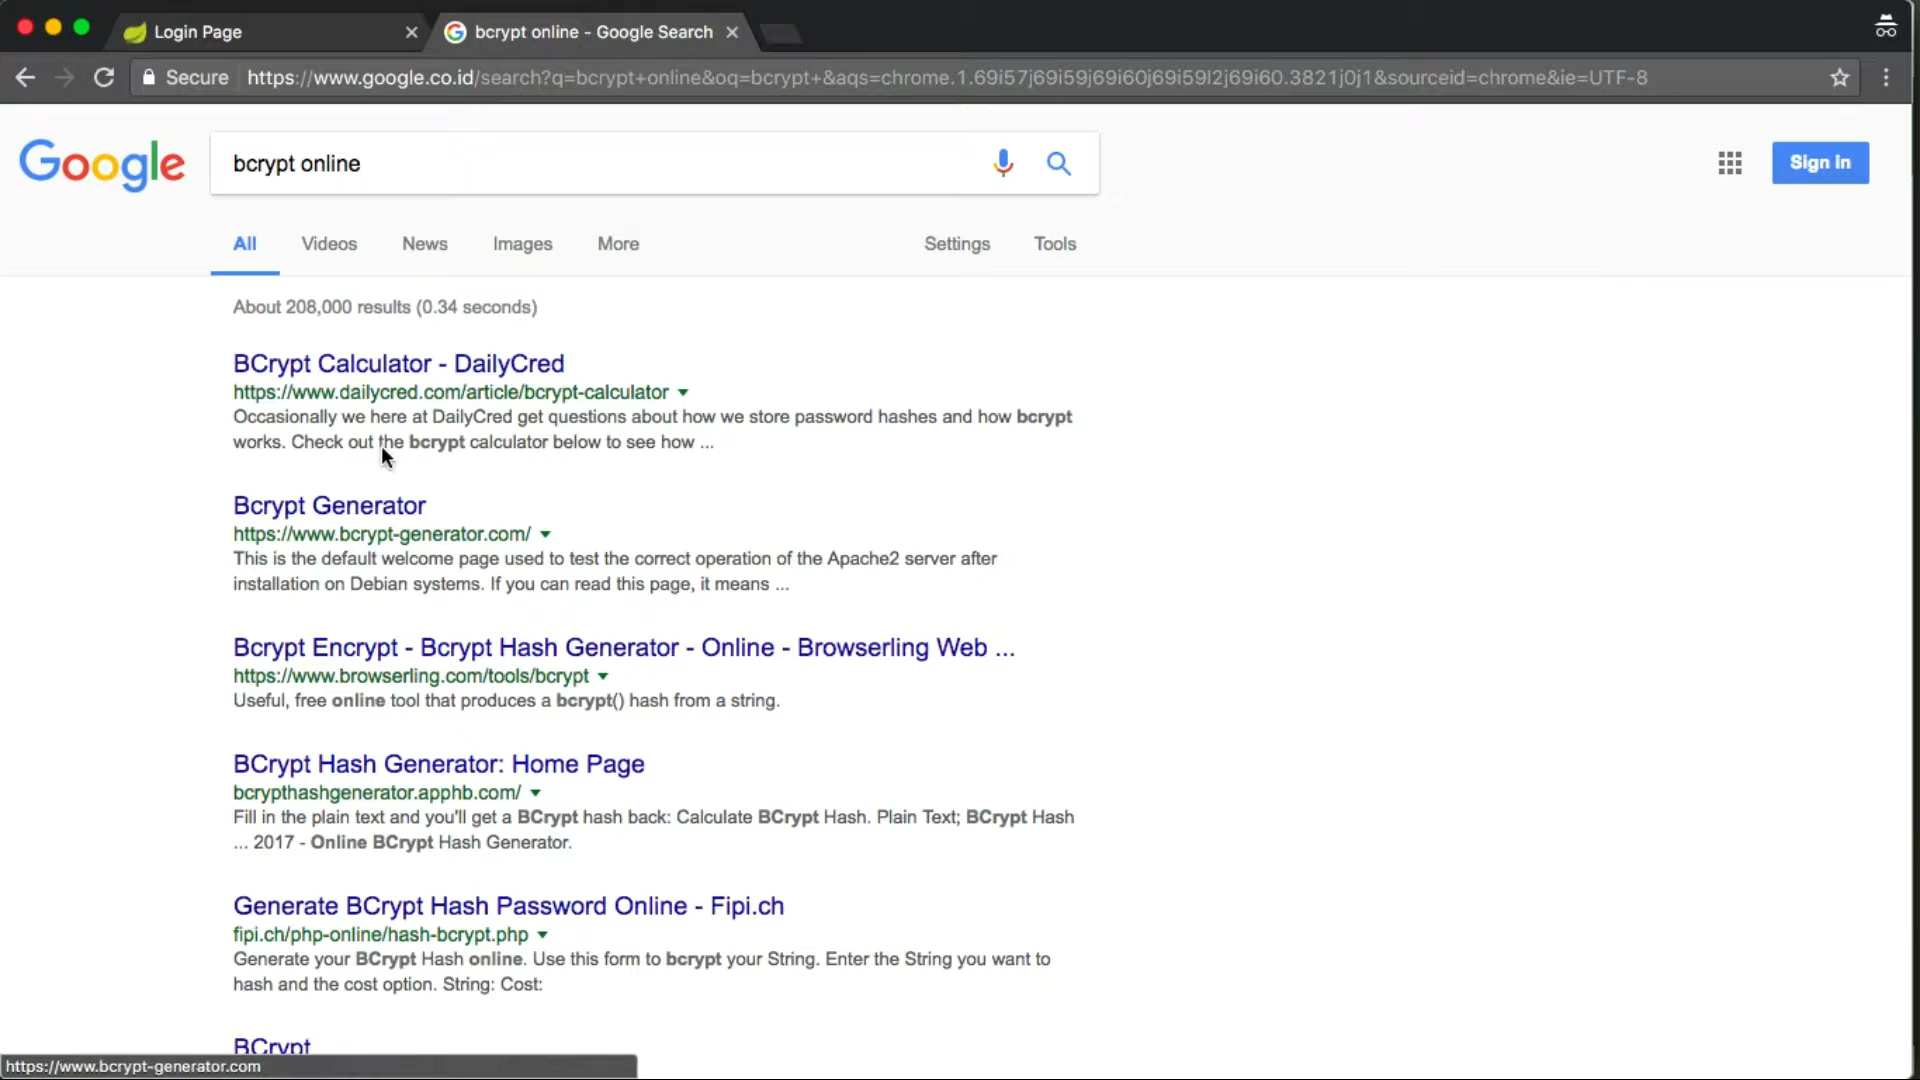 Login Page
bcrypt online - Google Search
Secure https://www.google.co.id/search?q=bcrypt+online&oq=bcrypt+&aqs=chrome.1.69i57j69i59j69i60j69i59l2j69i60.3821j0j1&sourceid=chrome&ie=UTF-8
Google
bcrypt online
Sign in
All Videos News Images More Settings Tools
About 208,000 results (0.34 seconds)
BCrypt Calculator - DailyCred
https://www.dailycred.com/article/bcrypt-calculator
Occasionally we here at DailyCred get questions about how we store password hashes and how bcrypt
works. Check out the bcrypt calculator below to see how ...
Bcrypt Generator
https://www.bcrypt-generator.com/
This is the default welcome page used to test the correct operation of the Apache2 server after
installation on Debian systems. If you can read this page, it means ...
Bcrypt Encrypt - Bcrypt Hash Generator - Online - Browserling Web ...
https://www.browserling.com/tools/bcrypt
Useful, free online tool that produces a bcrypt() hash from a string.
BCrypt Hash Generator: Home Page
bcrypthashgenerator.apphb.com/
Fill in the plain text and you'll get a BCrypt hash back: Calculate BCrypt Hash. Plain Text; BCrypt Hash
... 2017 - Online BCrypt Hash Generator.
Generate BCrypt Hash Password Online - Fipi.ch
fipi.ch/php-online/hash-bcrypt.php
Generate your BCrypt Hash online. Use this form to bcrypt your String. Enter the String you want to
hash and the cost option. String: Cost:
BCrypt
https://www.bcrypt-generator.com